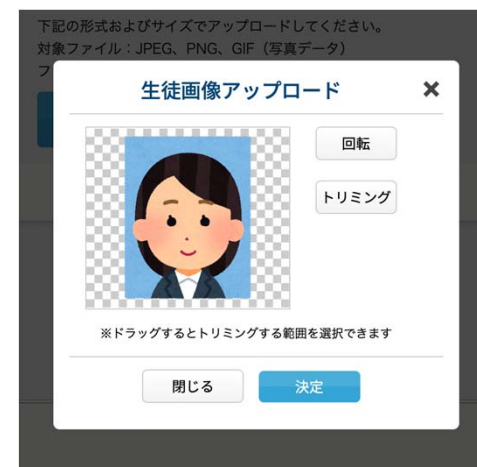 下記の形式およびサイズでアップロードしてください。
対象ファイル：JPEG、PNG、GIF（写真データ）
フ
生徒画像アップロード
回転
トリミング
※ドラッグするとトリミングする範囲を選択できます
閉じる
決定